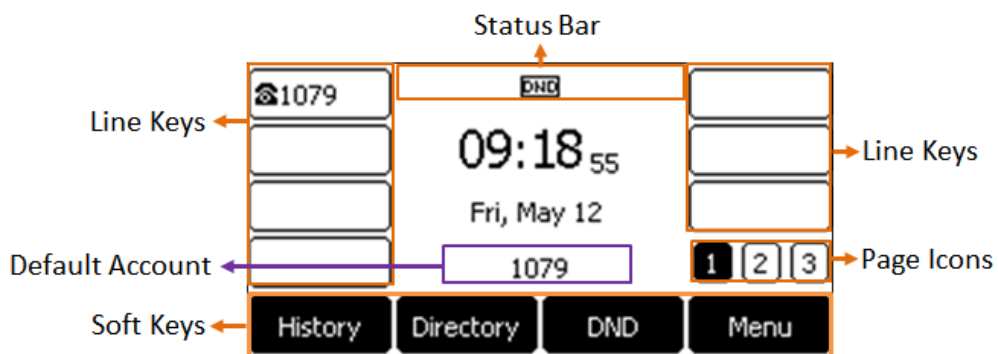 Status Bar
DND
☎1079
Line Keys
09:18 55
Line Keys
Fri, May 12
Default Account
1079
1 2 3
Page Icons
Soft Keys
History Directory DND Menu